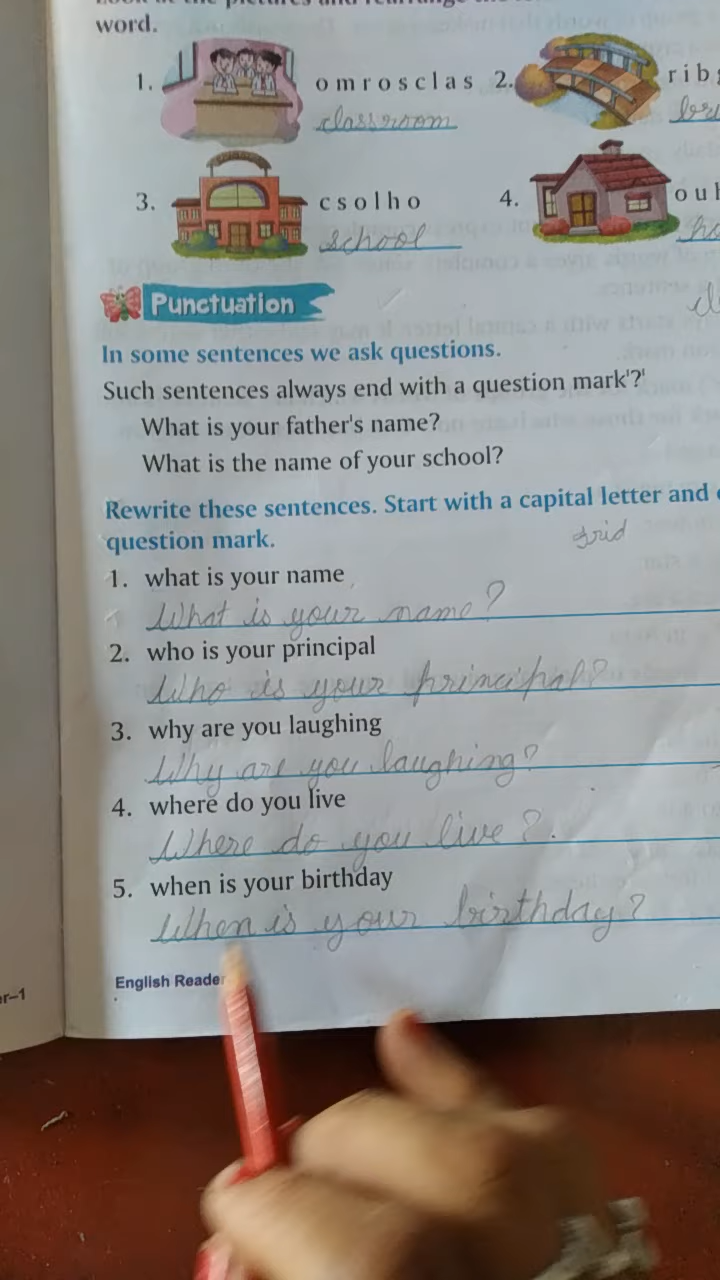 word.
1. omrosclas 2. rib
classroom
3. csolho 4. ou
school
Punctuation
In some sentences we ask questions.
Such sentences always end with a question mark'?'
What is your father's name?
What is the name of your school?
Rewrite these sentences. Start with a capital letter and
question mark.
1. what is your name
What is your name?
2. who is your principal
Who is your principal?
3. why are you laughing
Why are you laughing?
4. where do you live
Where do you live?.
5. when is your birthday
When is your birthday?
English Reader
r–1